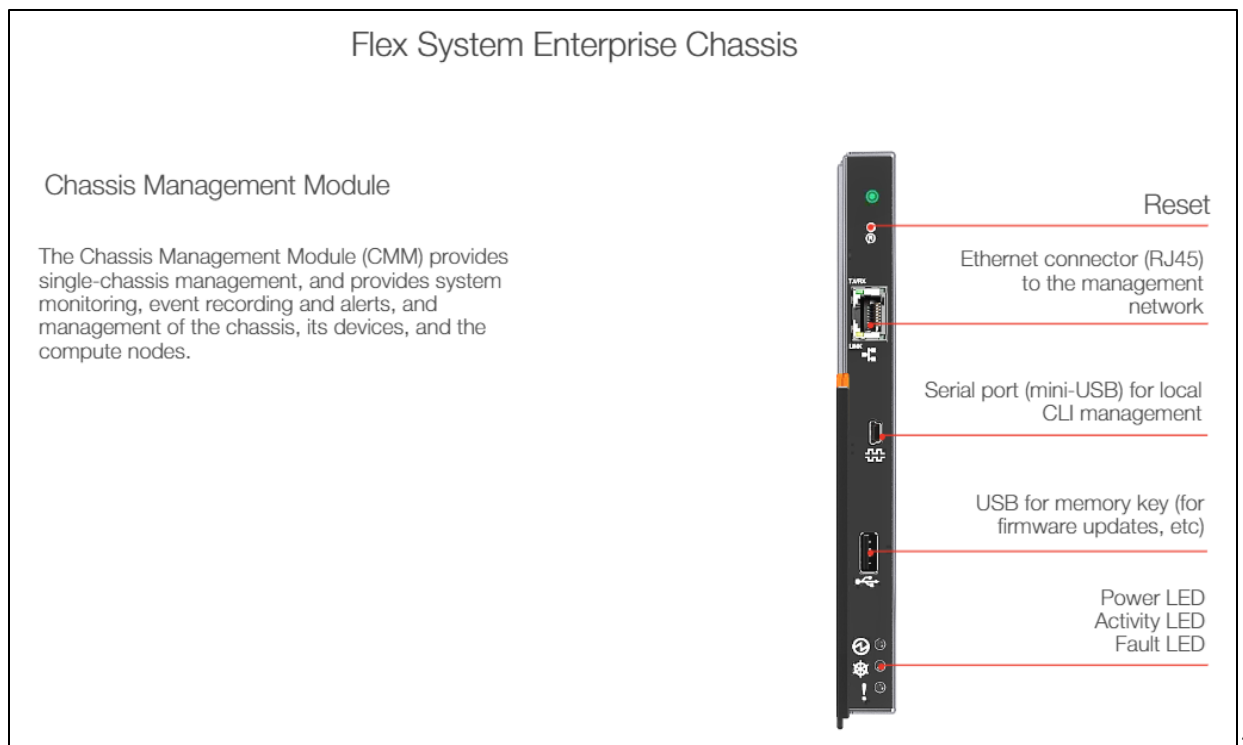 Flex System Enterprise Chassis
Chassis Management Module
The Chassis Management Module (CMM) provides
single-chassis management, and provides system
monitoring, event recording and alerts, and
management of the chassis, its devices, and the
compute nodes.
Reset
Ethernet connector (RJ45)
to the management
network
TX/RX
LINK
Serial port (mini-USB) for local
CLI management
USB for memory key (for
firmware updates, etc)
Power LED
Activity LED
Fault LED
!